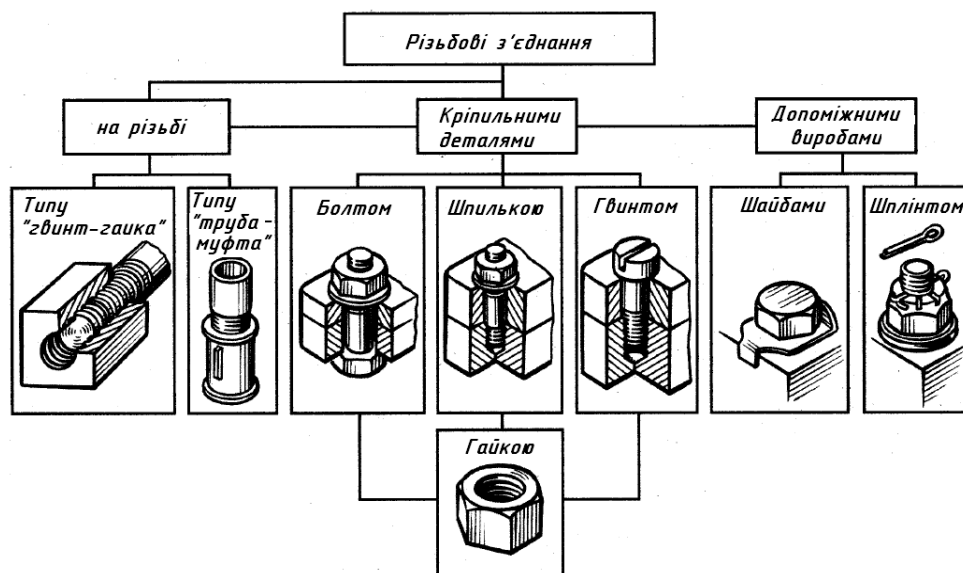 Різьбові з'єднання
на різьбі
Кріпильними
деталями
Допоміжними
виробами
Типу
"гвинт-гаика"
Типу
"труба-
муфта"
Болтом
Шпилькою
Гвинтом
Шайбами
Шплінтом
Гайкою